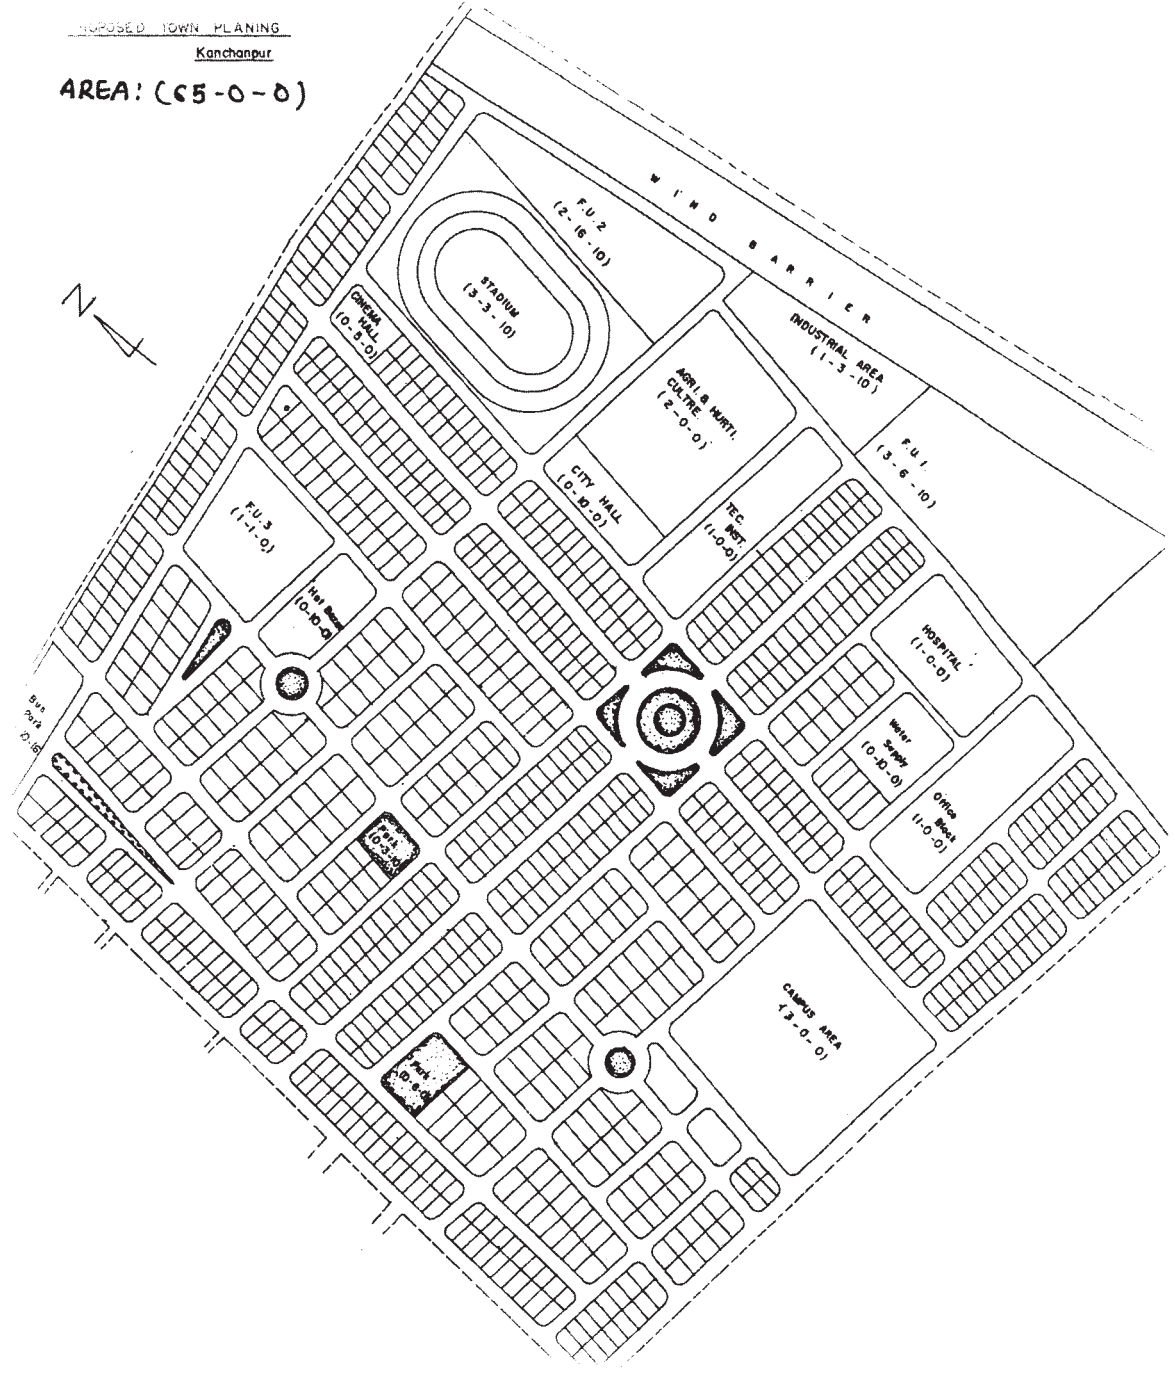 PROPOSED TOWN PLANING
Kanchanpur
AREA: (65-0-0)
N
WIND BARRIER
F.U.2
(2-16-10)
STADIUM
(3-3-10)
CINEMA
HALL
(0-5-0)
INDUSTRIAL AREA
(1-3-10)
AGRI. & HURTI.
CULTRE.
(2-0-0)
F.U.1.
(3-6-10)
CITY HALL
(0-10-0)
TEC.
INST.
(1-0-0)
F.U.3
(1-1-0)
Hat Bazar
(0-10-0)
HOSPITAL
(1-0-0)
Bus
Park
Water
Supply
(0-10-0)
Office
Block
(1-0-0)
Park
(0-3-10)
CAMPUS AREA
(3-0-0)
Park